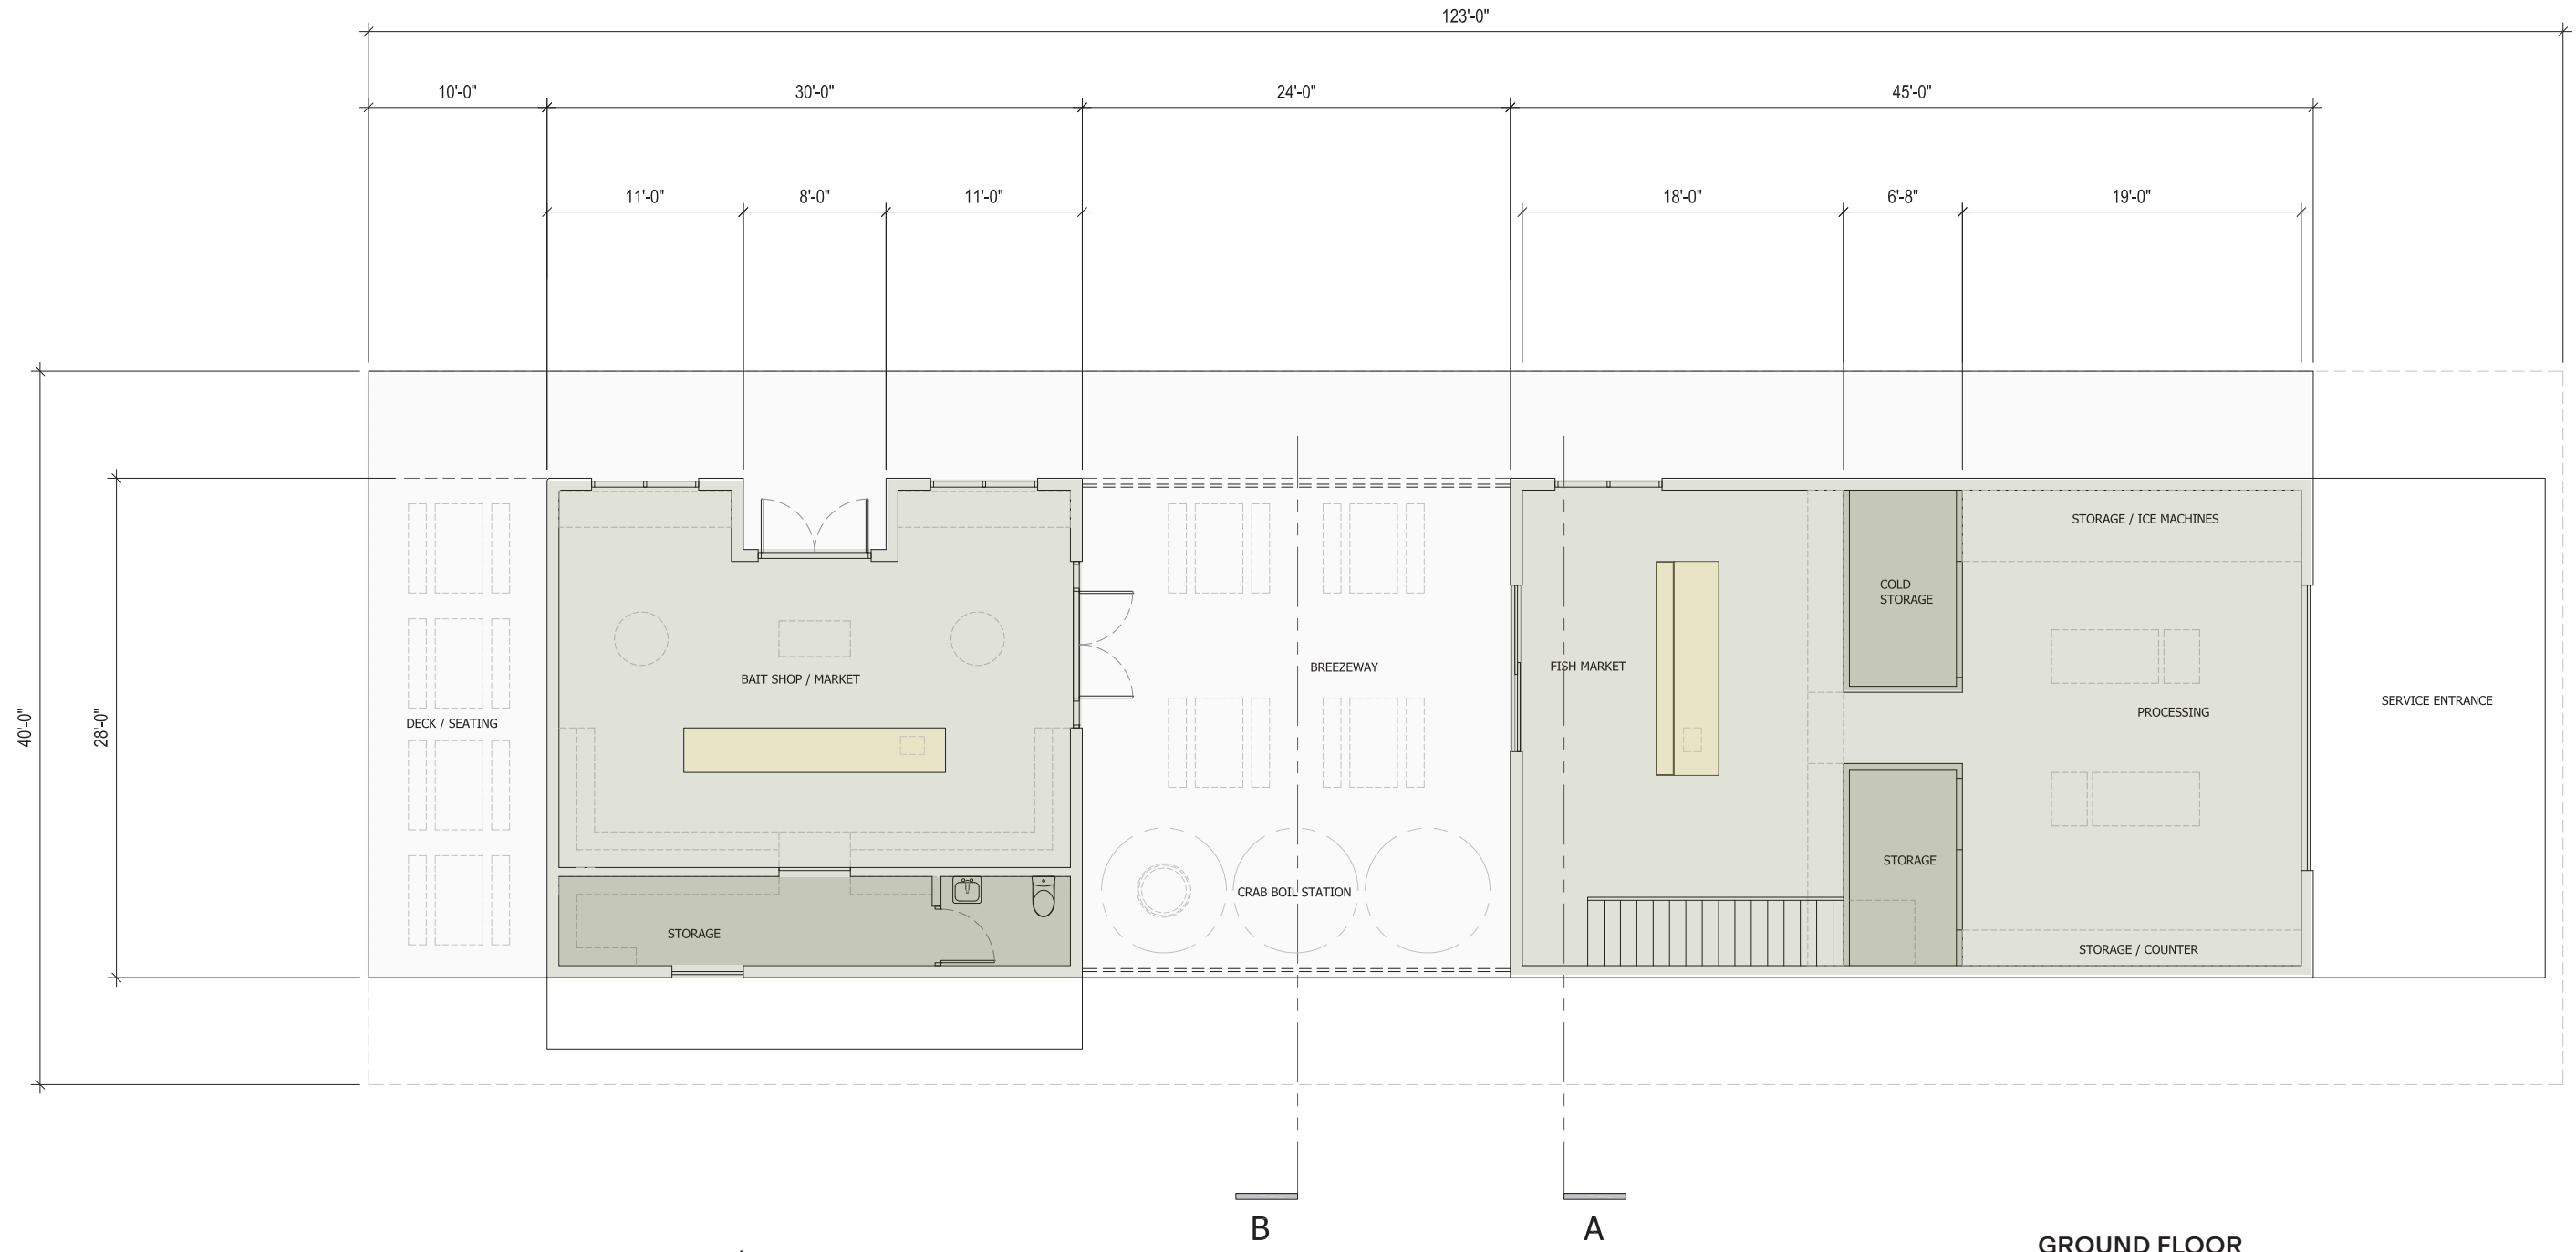 123'-0"
10'-0"
30'-0"
24'-0"
45'-0"
11'-0"
8'-0"
11'-0"
18'-0"
6'-8"
19'-0"
STORAGE / ICE MACHINES
COLD
STORAGE
FISH MARKET
BREEZEWAY
BAIT SHOP / MARKET
SERVICE ENTRANCE
PROCESSING
DECK / SEATING
40'-0"
28'-0"
STORAGE
CRAB BOIL STATION
STORAGE
STORAGE / COUNTER
B
A
GROUND FLOOR